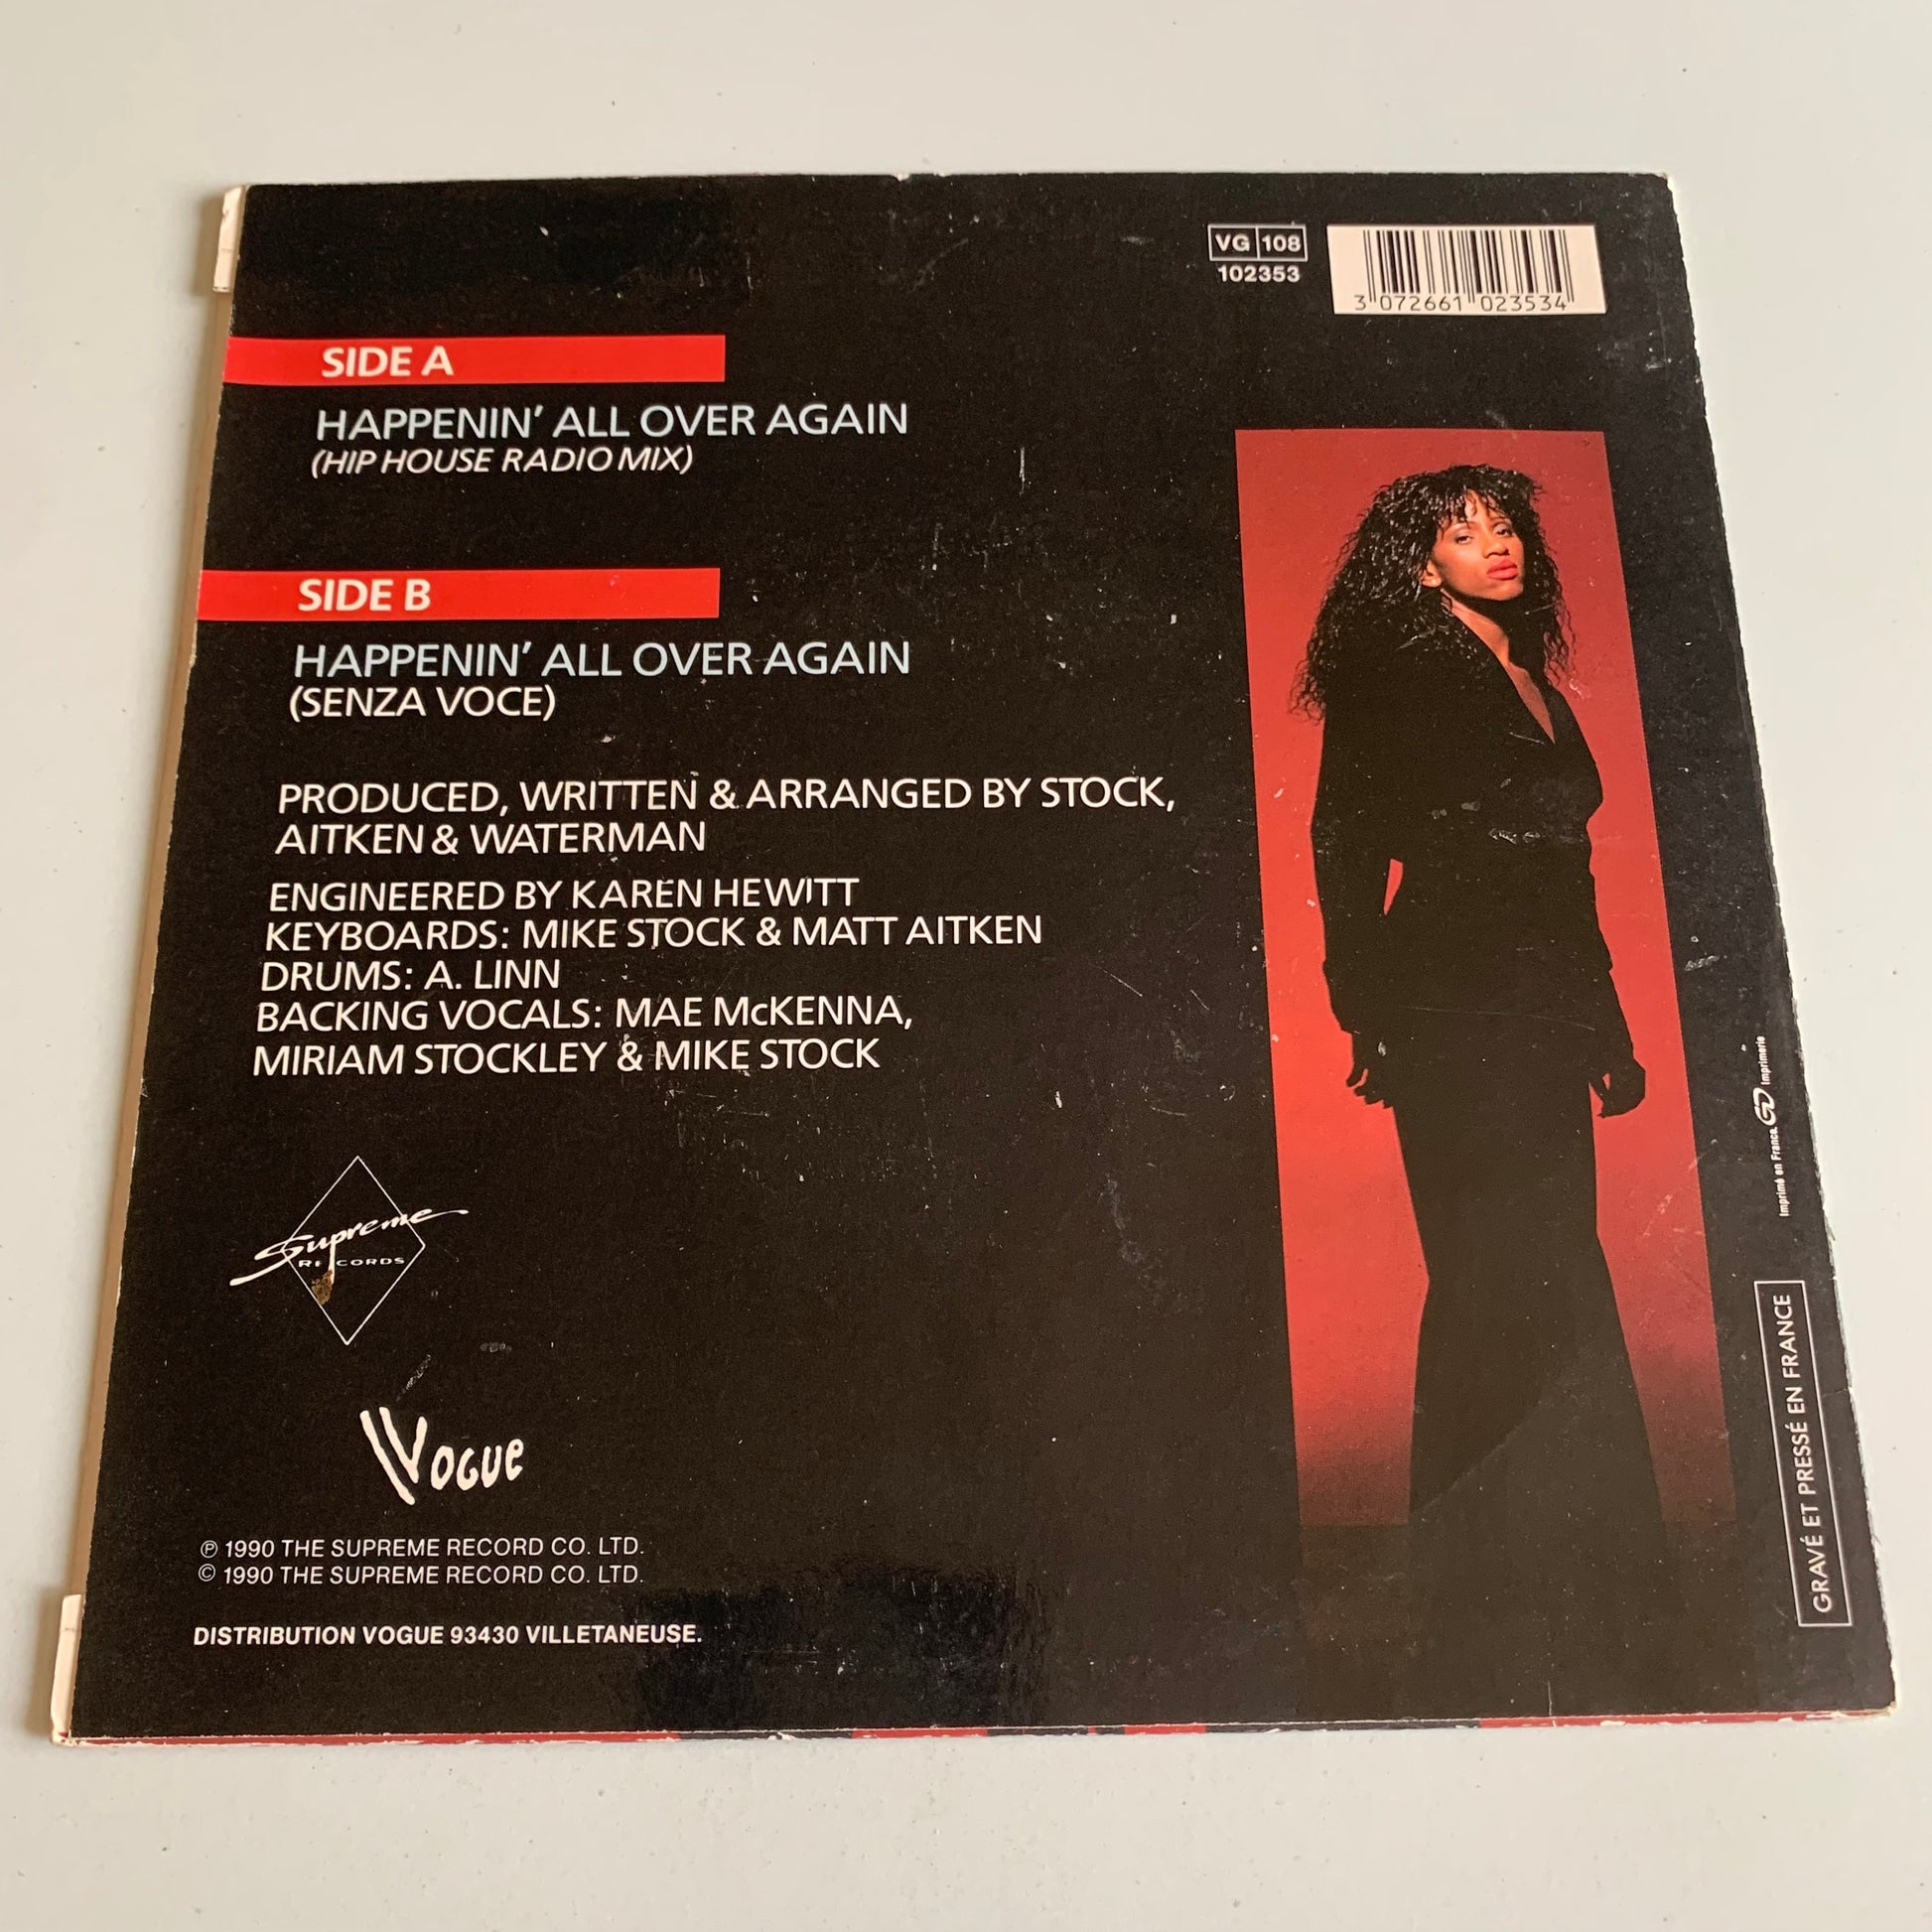 VG 108
102353
3 072661 023534
SIDE A
HAPPENIN' ALL OVER AGAIN
(HIP HOUSE RADIO MIX)
SIDE B
HAPPENIN' ALL OVER AGAIN
(SENZA VOCE)
PRODUCED, WRITTEN & ARRANGED BY STOCK,
AITKEN & WATERMAN
ENGINEERED BY KAREN HEWITT
KEYBOARDS: MIKE STOCK & MATT AITKEN
DRUMS: A. LINN
BACKING VOCALS: MAE McKENNA,
MIRIAM STOCKLEY & MIKE STOCK
Supreme
RECORDS
VOGUE
℗ 1990 THE SUPREME RECORD CO. LTD.
© 1990 THE SUPREME RECORD CO. LTD.
DISTRIBUTION VOGUE 93430 VILLETANEUSE.
Imprimé en France. GD Imprimerie
GRAVÉ ET PRESSÉ EN FRANCE